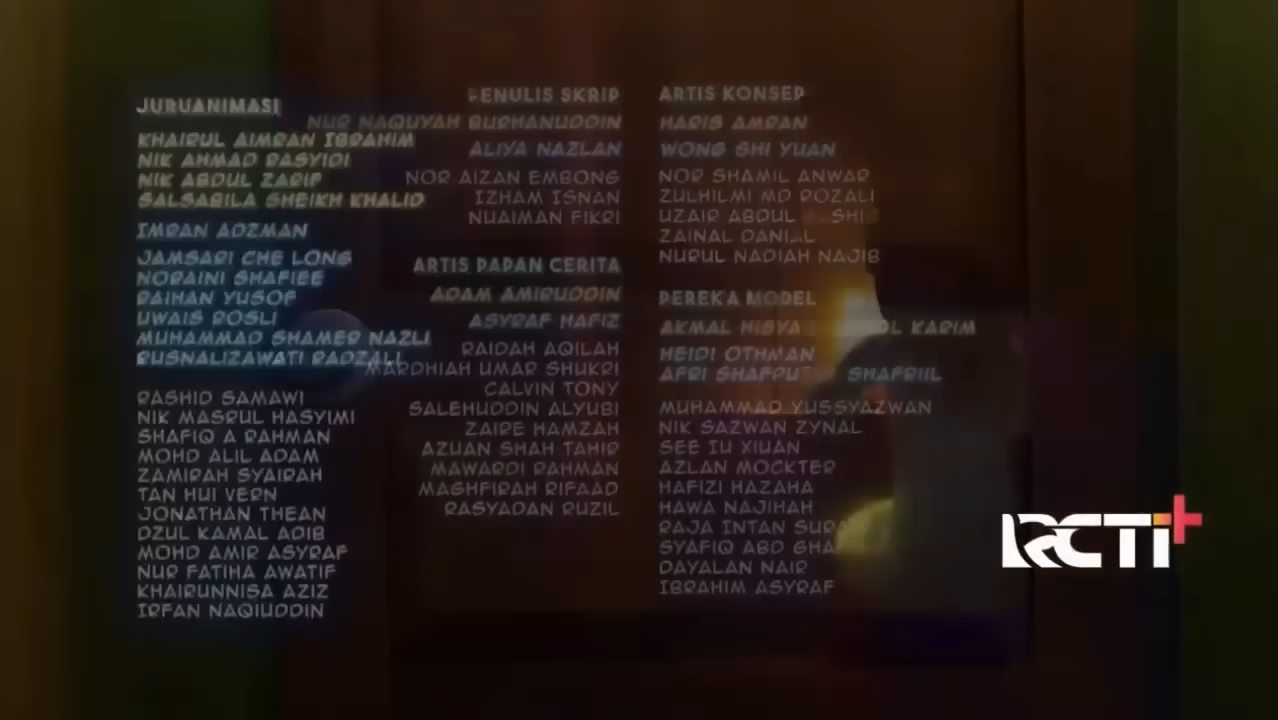 JURUANIMASI
KHAIRUL AIMRAN IBRAHIM
NIK AHMAD RASYIDI
NIK ABDUL ZARIF
SALSABILA SHEIKH KHALID
IMRAN ADZMAN
JAMSARI CHE LONG
NORAINI SHAFIEE
RAIHAN YUSOF
UWAIS ROSLI
MUHAMMAD SHAMER NAZLI
RUSNALIZAWATI RADZALI
RASHID SAMAWI
NIK MASRUL HASYIMI
SHAFIQ A RAHMAN
MOHD ALIL ADAM
ZAMIRAH SYAIRAH
TAN HUI VERN
JONATHAN THEAN
DZUL KAMAL ADIB
MOHD AMIR ASYRAF
NUR FATIHA AWATIF
KHAIRUNNISA AZIZ
IRFAN NAQIUDDIN
PENULIS SKRIP
NUR NAQUYAH BURHANUDDIN
ALIYA NAZLAN
NOR AIZAN EMBONG
IZHAM ISNAN
NUAIMAN FIKRI
ARTIS PAPAN CERITA
ADAM AMIRUDDIN
ASYRAF HAFIZ
RAIDAH AQILAH
MARDHIAH UMAR SHUKRI
CALVIN TONY
SALEHUDDIN ALYUBI
ZAIRE HAMZAH
AZUAN SHAH TAHIR
MAWARDI RAHMAN
MAGHFIRAH RIFAAD
RASYADAN RUZIL
ARTIS KONSEP
HARIS AMRAN
WONG SHI YUAN
NOR SHAMIL ANWAR
ZULHILMI MD ROZALI
UZAIR ABDUL
ZAINAL DANIAL
NURUL NADIAH NAJIB
PEREKA MODEL
AKMAL KARIM
HEIDI OTHMAN
AFRI SHAFRIIL
MUHAMMAD YUSSYAZWAN
NIK SAZWAN ZYNAL
SEE IU XIUAN
AZLAN MOCKTER
HAFIZI HAZAHA
HAWA NAJIHAH
RAJA INTAN
SYAFIQ ABD
DAYALAN NAIR
IBRAHIM ASYRAF
RCTI+